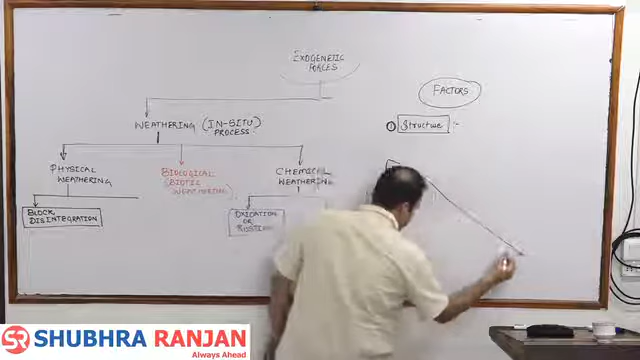 EXOGENETIC
FORCES
WEATHERING (IN-SITU)
PROCESS
PHYSICAL
WEATHERING
BIOLOGICAL
(BIOTIC
WEATHERING)
CHEMICAL
WEATHERING
BLOCK
DISINTEGRATION
OXIDATION
OR
FACTORS
① Structure :-
SR SHUBHRA RANJAN
Always Ahead